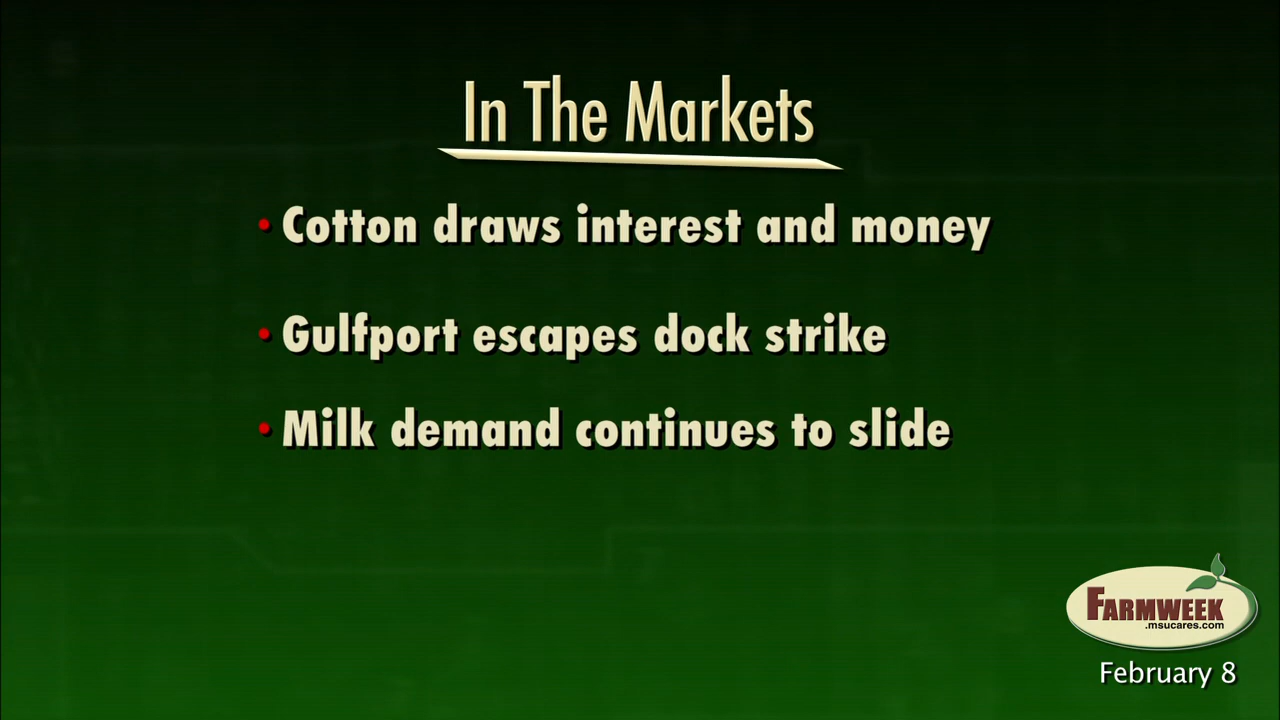 In The Markets
• Cotton draws interest and money
• Gulfport escapes dock strike
• Milk demand continues to slide
FARMWEEK
.msucares.com
February 8